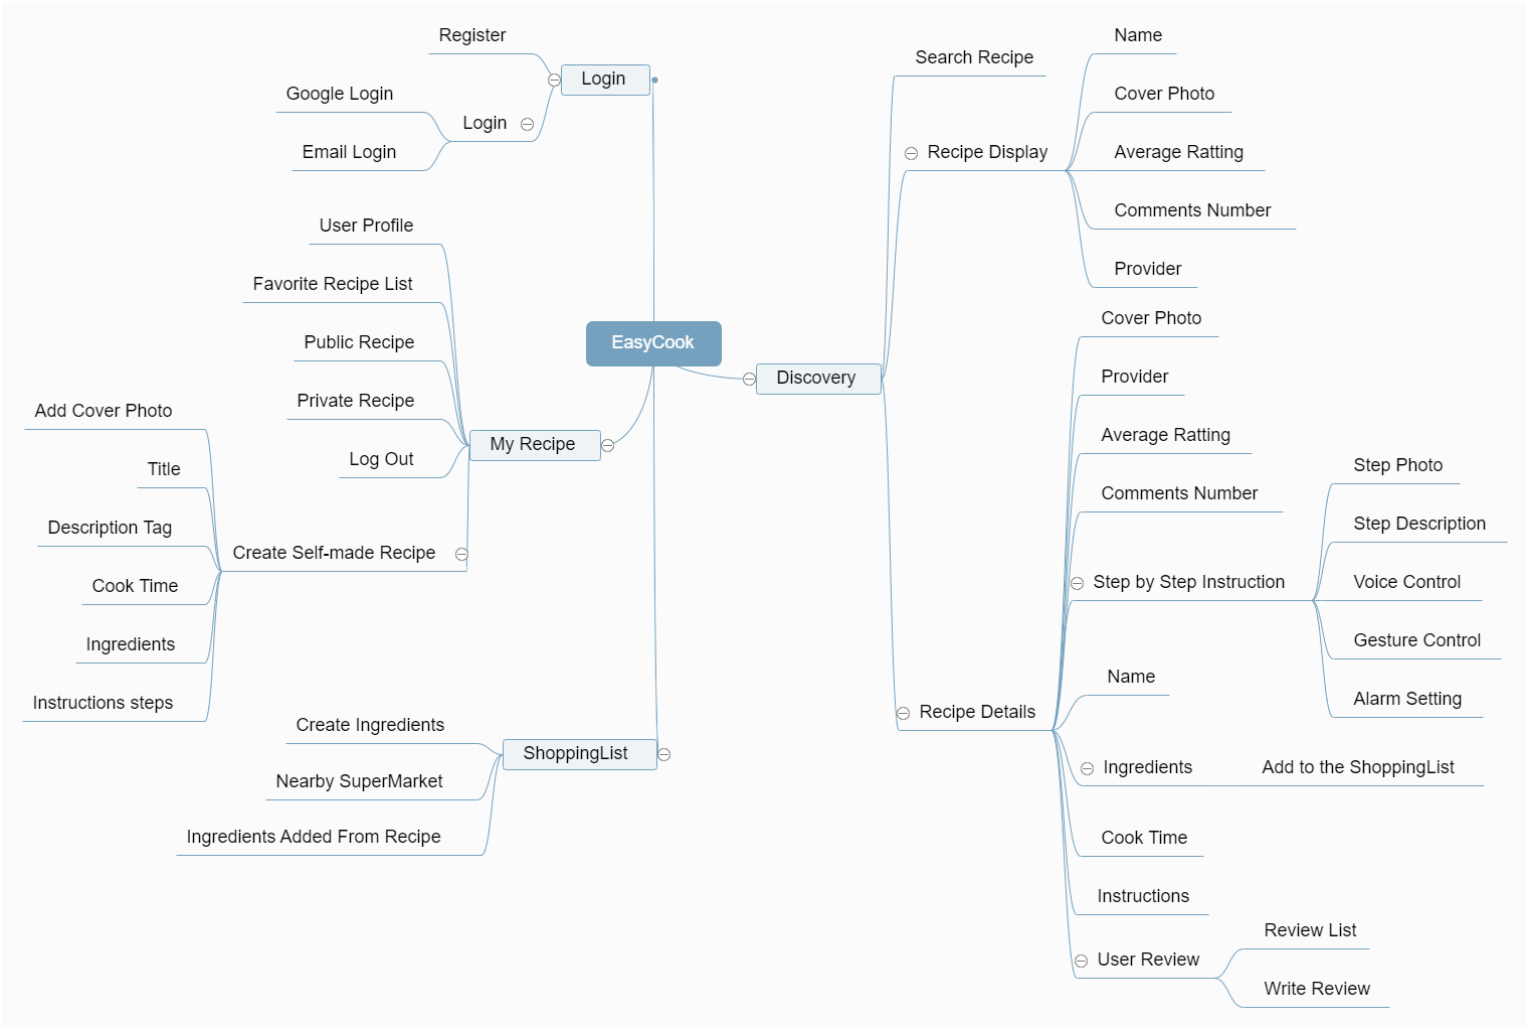 EasyCook
Login
Register
Login
Google Login
Email Login
My Recipe
User Profile
Favorite Recipe List
Public Recipe
Private Recipe
Log Out
Create Self-made Recipe
Add Cover Photo
Title
Description Tag
Cook Time
Ingredients
Instructions steps
ShoppingList
Create Ingredients
Nearby SuperMarket
Ingredients Added From Recipe
Discovery
Search Recipe
Recipe Display
Name
Cover Photo
Average Ratting
Comments Number
Provider
Recipe Details
Cover Photo
Provider
Average Ratting
Comments Number
Step by Step Instruction
Step Photo
Step Description
Voice Control
Gesture Control
Alarm Setting
Name
Ingredients
Add to the ShoppingList
Cook Time
Instructions
User Review
Review List
Write Review